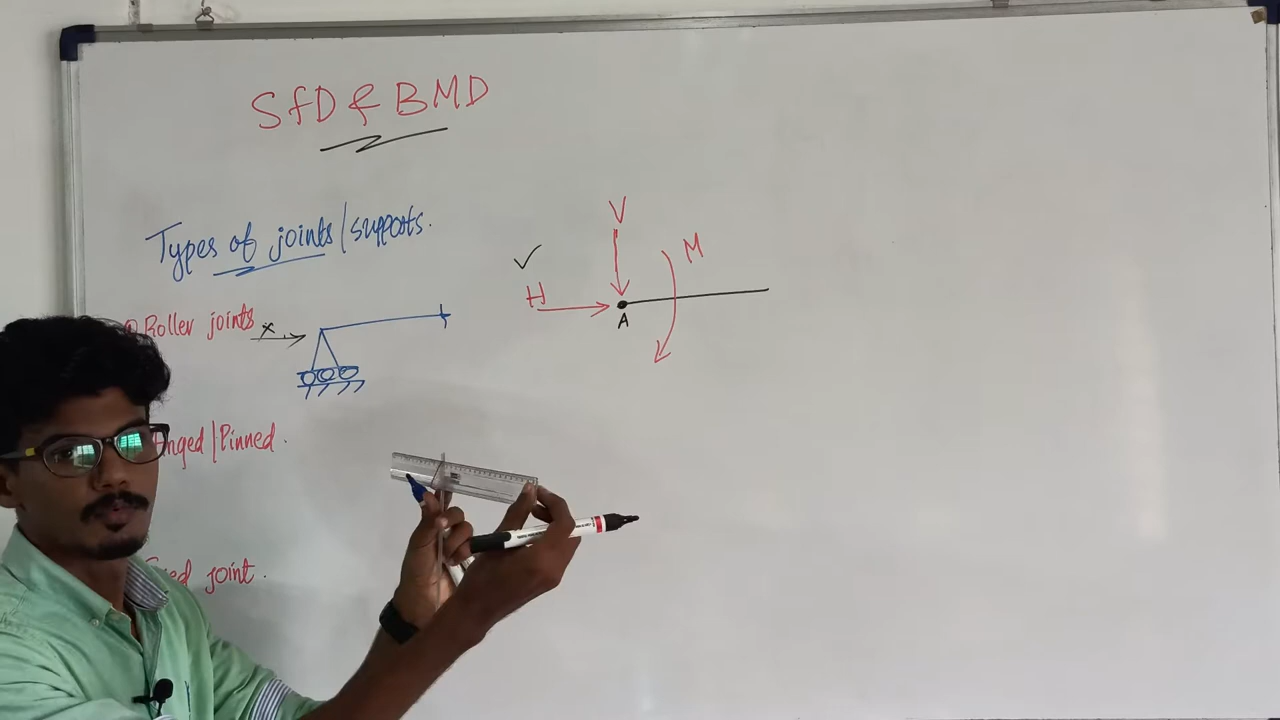 SFD & BMD
Types of joints/supports.
Roller joints
x
H
V
M
A
/Pinned.
joint.